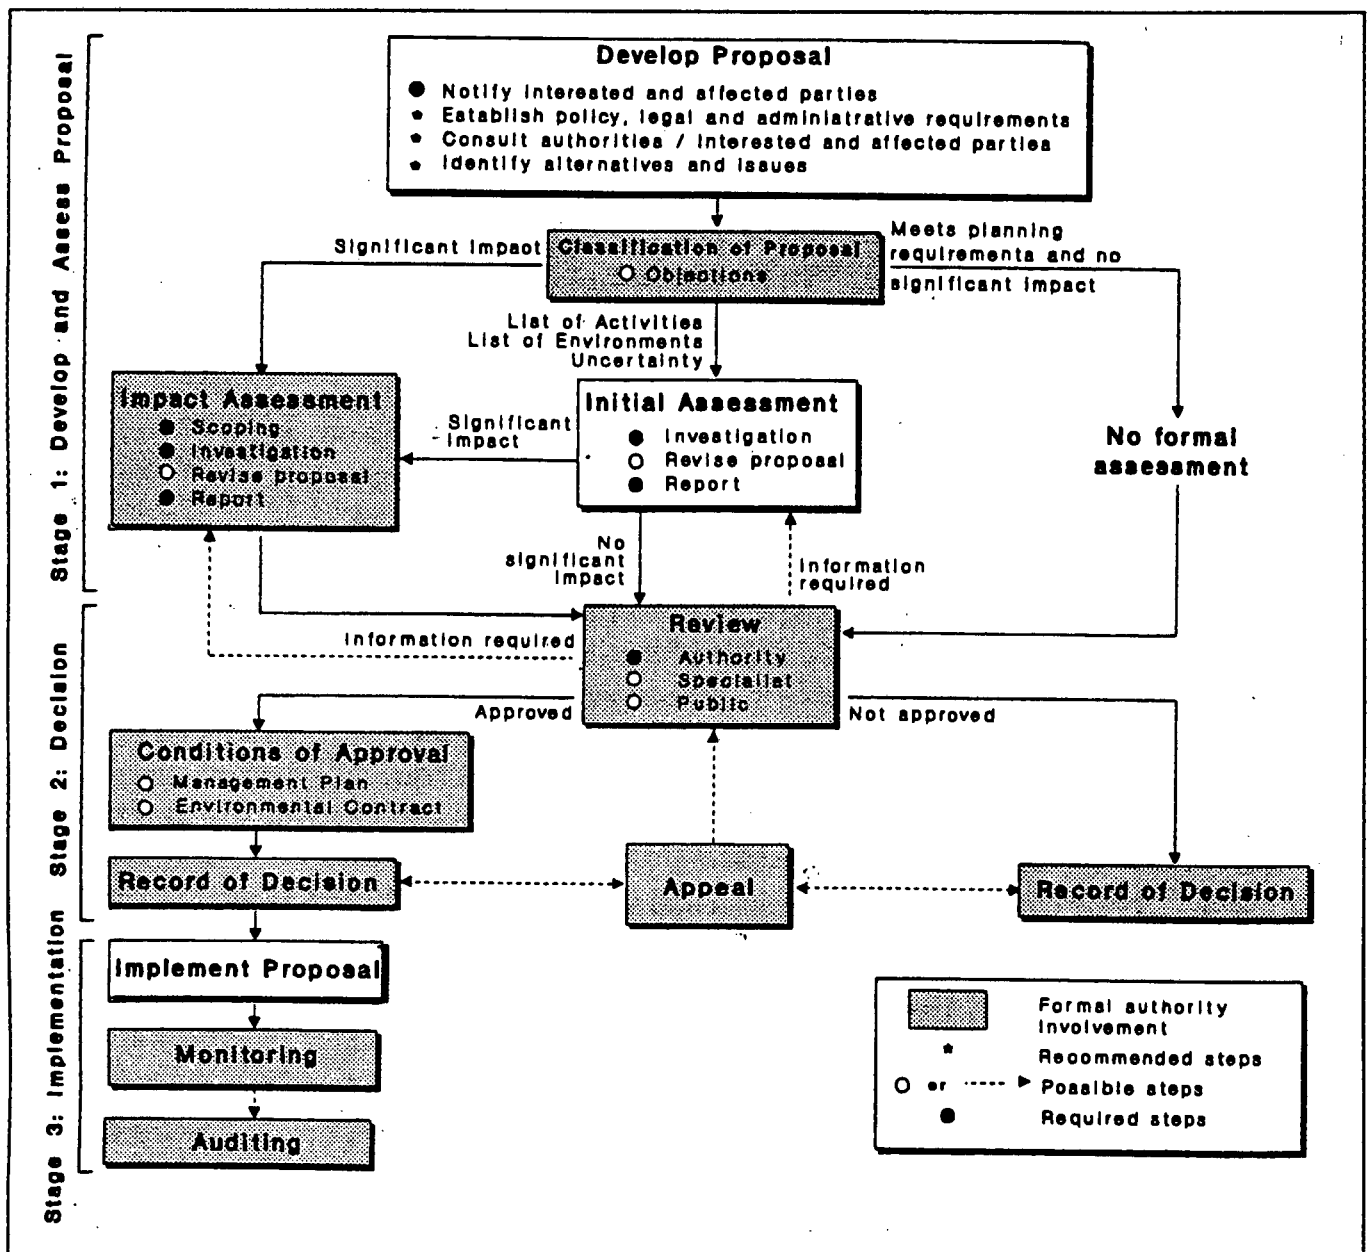 Stage 1: Develop and Assess Proposal
Develop Proposal
● Notify interested and affected parties
* Establish policy, legal and administrative requirements
* Consult authorities / interested and affected parties
* Identify alternatives and issues
Significant impact
Classification of Proposal
○ Objections
Meets planning
requirements and no
significant impact
List of Activities
List of Environments
Uncertainty
Impact Assessment
● Scoping
● Investigation
○ Revise proposal
● Report
Significant
impact
Initial Assessment
● Investigation
○ Revise proposal
● Report
No formal
assessment
No
significant
impact
Information
required
Stage 2: Decision
Information required
Review
● Authority
○ Specialist
○ Public
Approved
Not approved
Conditions of Approval
○ Management Plan
○ Environmental Contract
Record of Decision
Appeal
Record of Decision
Stage 3: Implementation
Implement Proposal
Monitoring
Auditing
Formal authority
involvement
* Recommended steps
○ or Possible steps
● Required steps